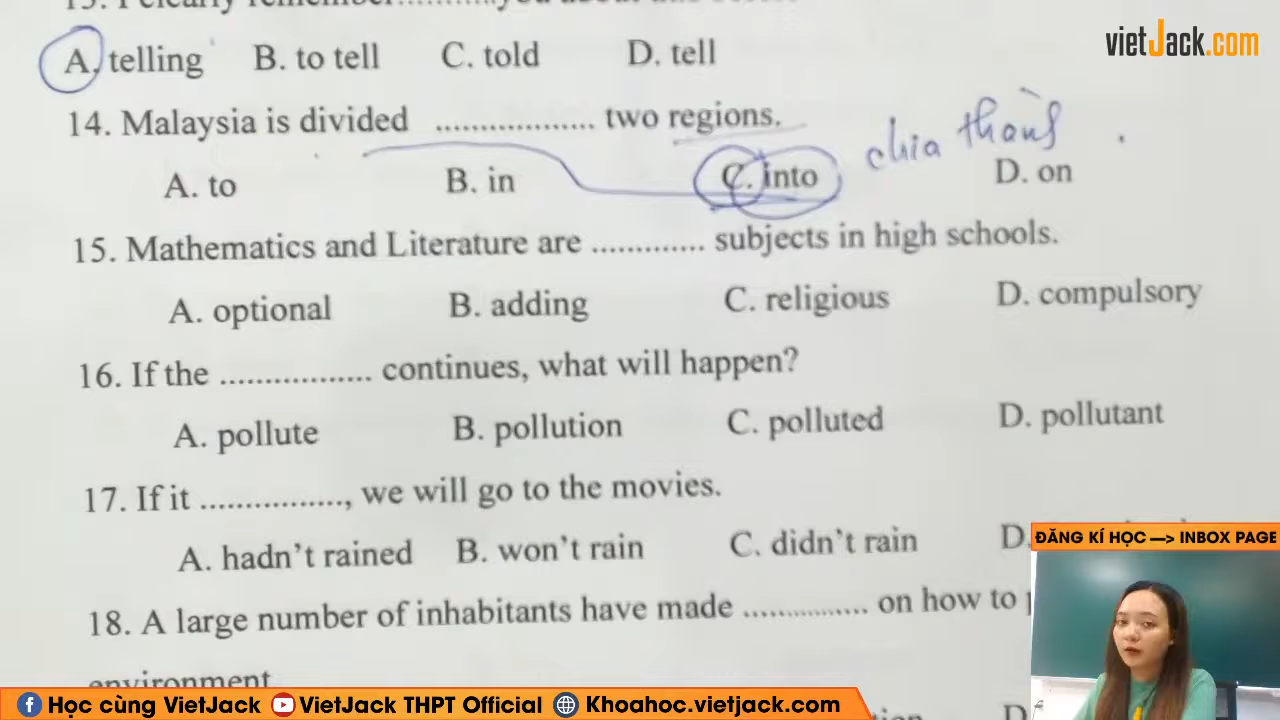 vietJack.com
A. telling B. to tell C. told D. tell
14. Malaysia is divided .................. two regions.
chia thành
A. to B. in C. into D. on
15. Mathematics and Literature are ............. subjects in high schools.
A. optional B. adding C. religious D. compulsory
16. If the ................. continues, what will happen?
A. pollute B. pollution C. polluted D. pollutant
17. If it ................, we will go to the movies.
A. hadn't rained B. won't rain C. didn't rain D.
18. A large number of inhabitants have made ............... on how to
environment
ĐĂNG KÍ HỌC —> INBOX PAGE
Học cùng VietJack VietJack THPT Official Khoahoc.vietjack.com